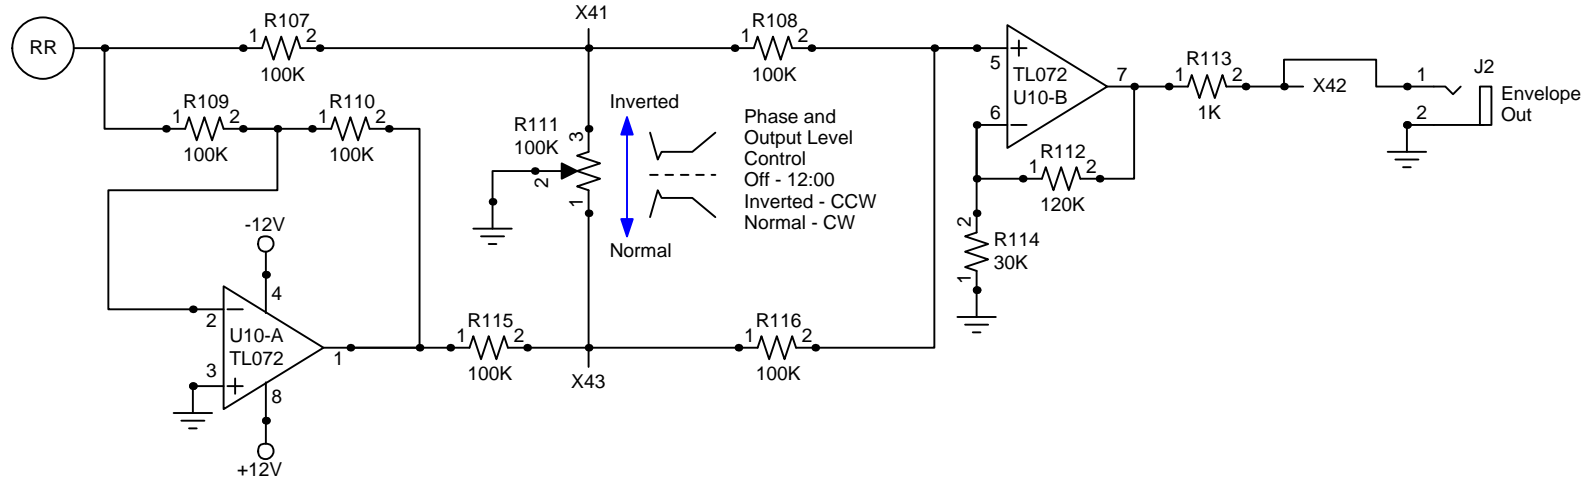 X41
R107
1 2
100K
RR
R108
1 2
100K
5
6
TL072
U10-B
7
R113
1 2
1K
X42
1
2
J2
Envelope
Out
R109
1 2
100K
R110
1 2
100K
R111
100K
3
2
1
Inverted
Normal
Phase and
Output Level
Control
Off - 12:00
Inverted - CCW
Normal - CW
R112
1 2
120K
2
R114
30K
1
-12V
4
2
U10-A
TL072
3
1
8
+12V
R115
1 2
100K
X43
R116
1 2
100K